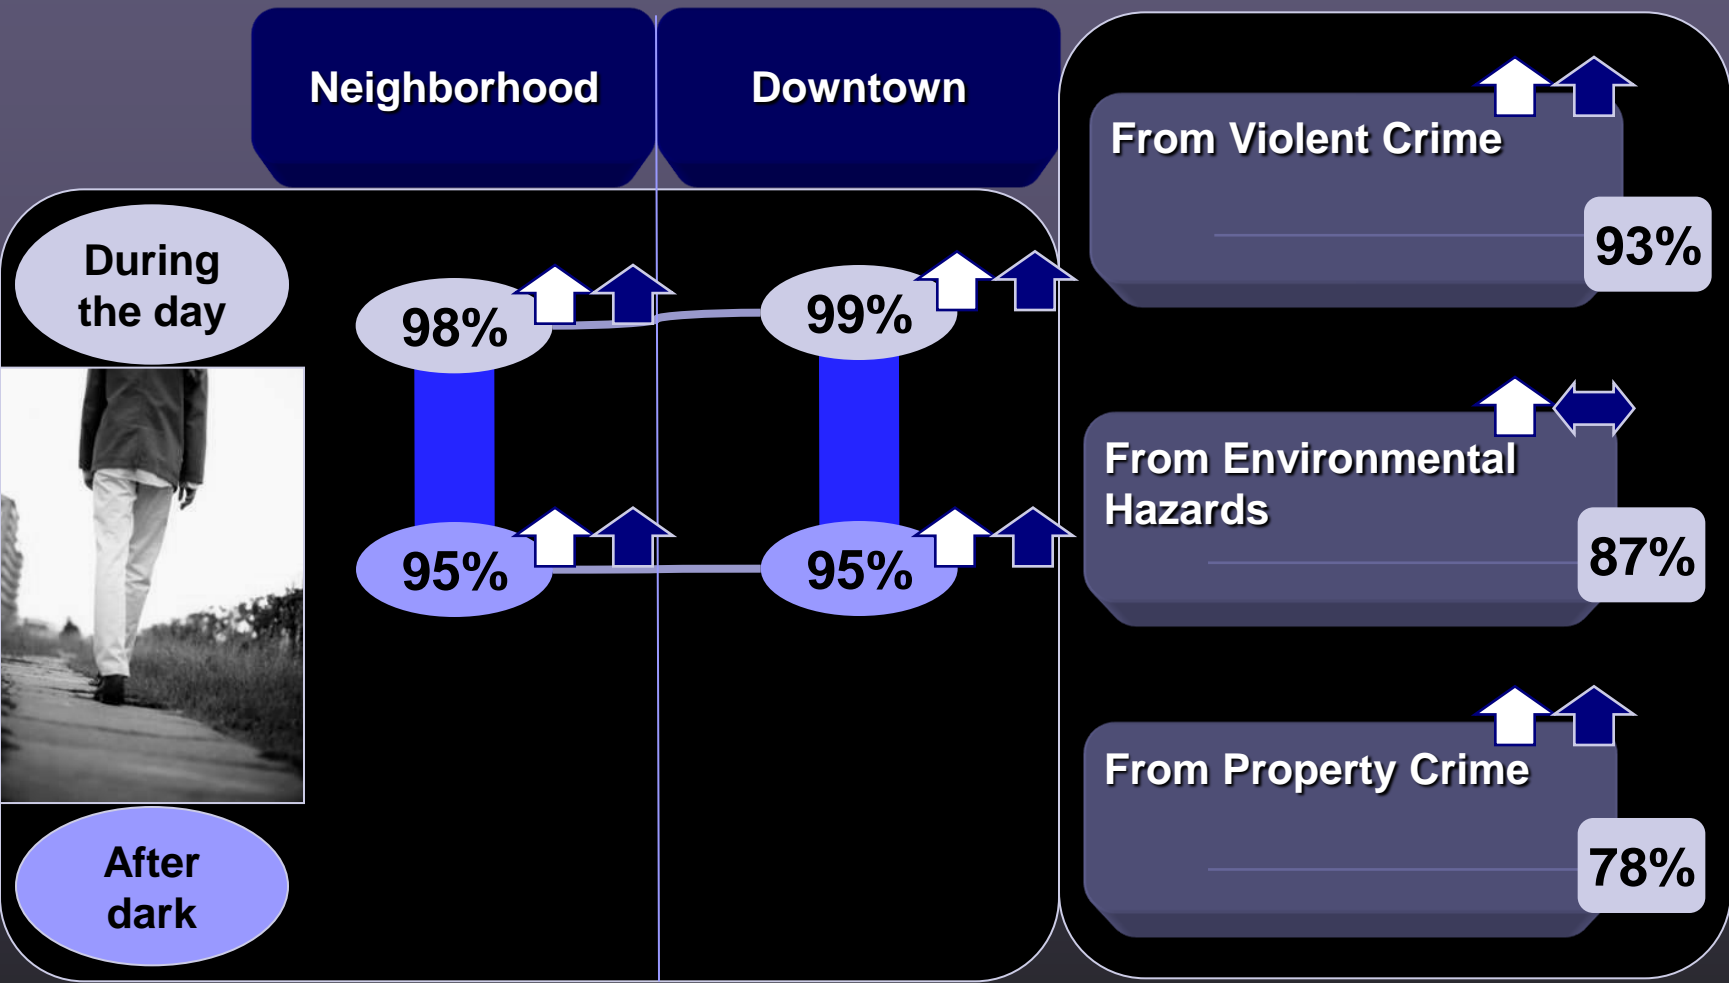 Neighborhood
Downtown
During
the day
98%
99%
95%
95%
After
dark
From Violent Crime
93%
From Environmental
Hazards
87%
From Property Crime
78%